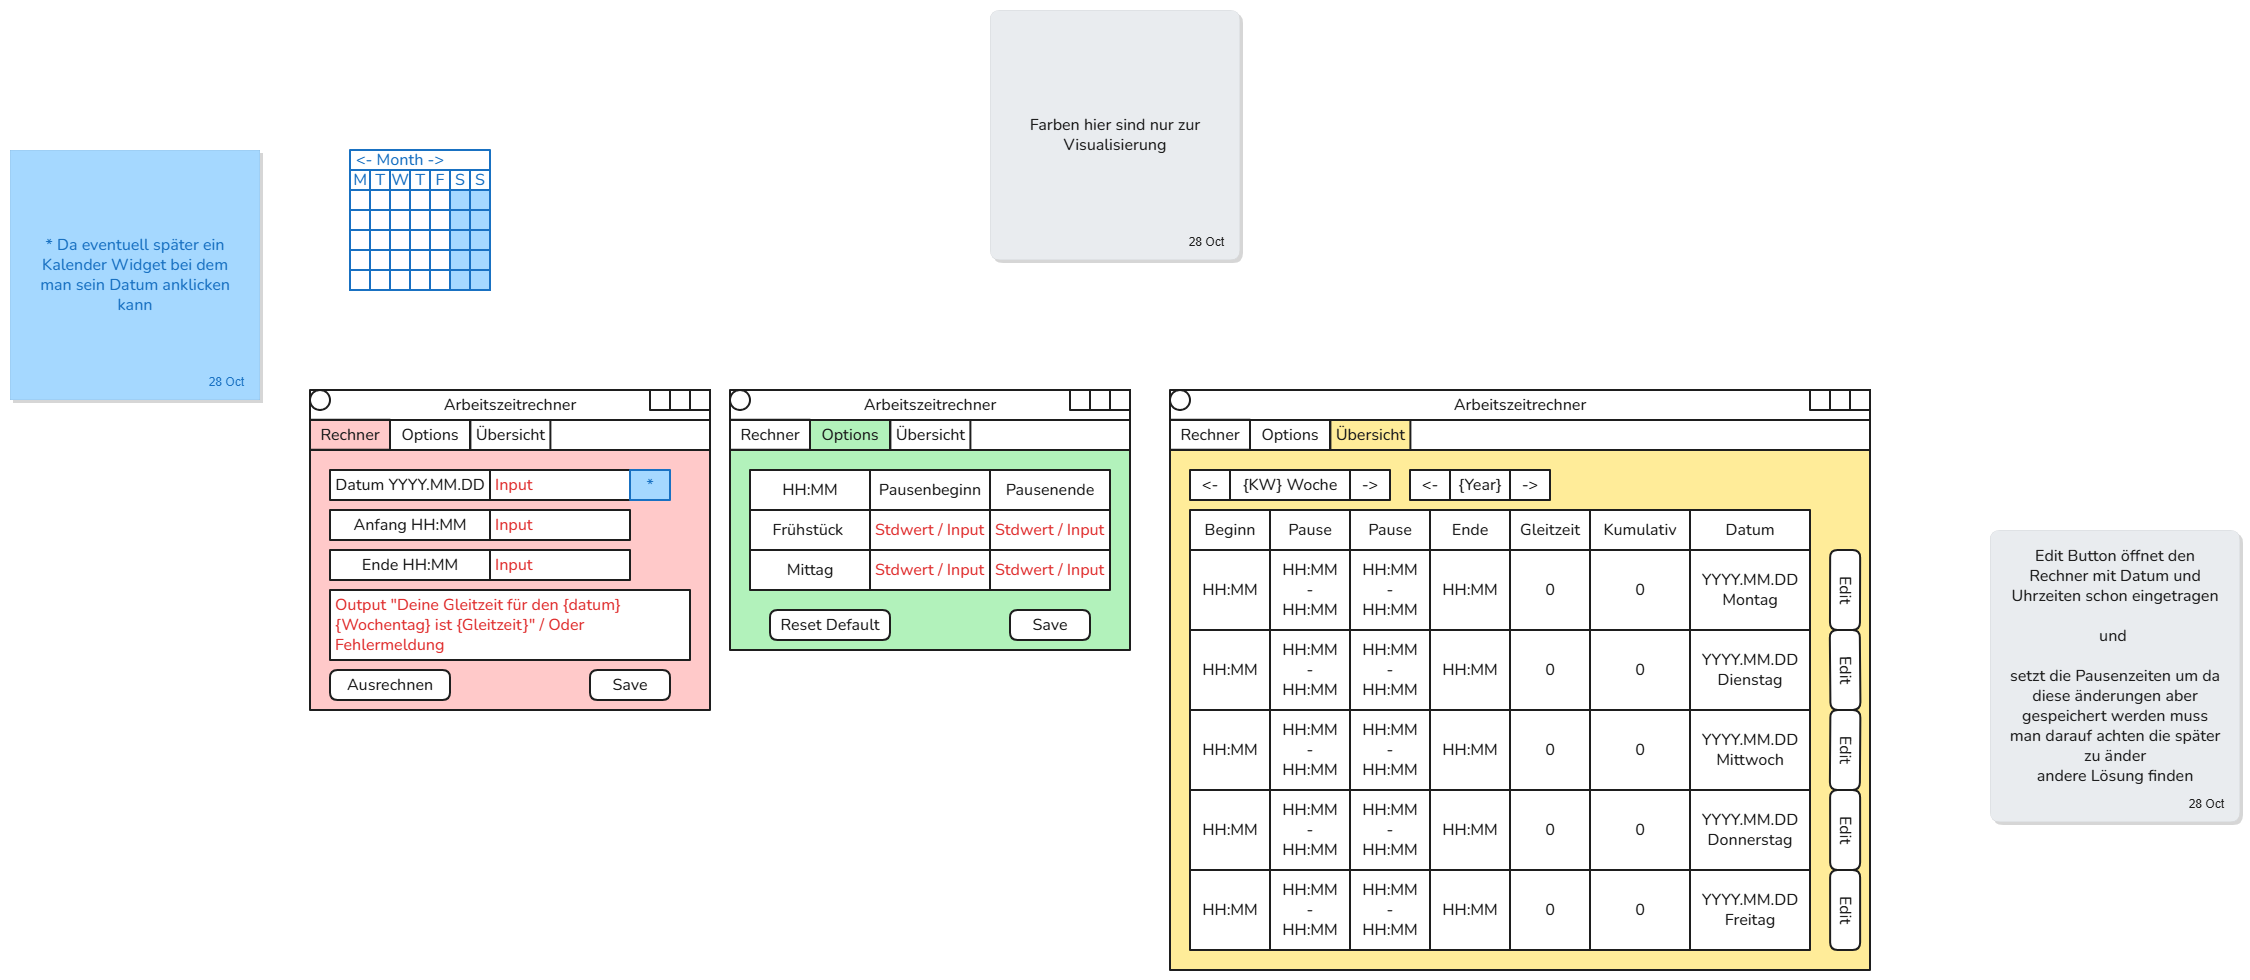 Farben hier sind nur zur
Visualisierung
28 Oct
* Da eventuell später ein
Kalender Widget bei dem
man sein Datum anklicken
kann
28 Oct
<- Month ->
M T W T F S S
Arbeitszeitrechner
Rechner Options Übersicht
Datum YYYY.MM.DD Input *
Anfang HH:MM Input
Ende HH:MM Input
Output "Deine Gleitzeit für den {datum}
{Wochentag} ist {Gleitzeit}" / Oder
Fehlermeldung
Ausrechnen Save
Arbeitszeitrechner
Rechner Options Übersicht
HH:MM Pausenbeginn Pausenende
Frühstück Stdwert / Input Stdwert / Input
Mittag Stdwert / Input Stdwert / Input
Reset Default Save
Arbeitszeitrechner
Rechner Options Übersicht
<- {KW} Woche -> <- {Year} ->
Beginn Pause Pause Ende Gleitzeit Kumulativ Datum
HH:MM HH:MM - HH:MM HH:MM - HH:MM HH:MM 0 0 YYYY.MM.DD Montag Edit
HH:MM HH:MM - HH:MM HH:MM - HH:MM HH:MM 0 0 YYYY.MM.DD Dienstag Edit
HH:MM HH:MM - HH:MM HH:MM - HH:MM HH:MM 0 0 YYYY.MM.DD Mittwoch Edit
HH:MM HH:MM - HH:MM HH:MM - HH:MM HH:MM 0 0 YYYY.MM.DD Donnerstag Edit
HH:MM HH:MM - HH:MM HH:MM - HH:MM HH:MM 0 0 YYYY.MM.DD Freitag Edit
Edit Button öffnet den
Rechner mit Datum und
Uhrzeiten schon eingetragen
und
setzt die Pausenzeiten um da
diese änderungen aber
gespeichert werden muss
man darauf achten die später
zu änder
andere Lösung finden
28 Oct